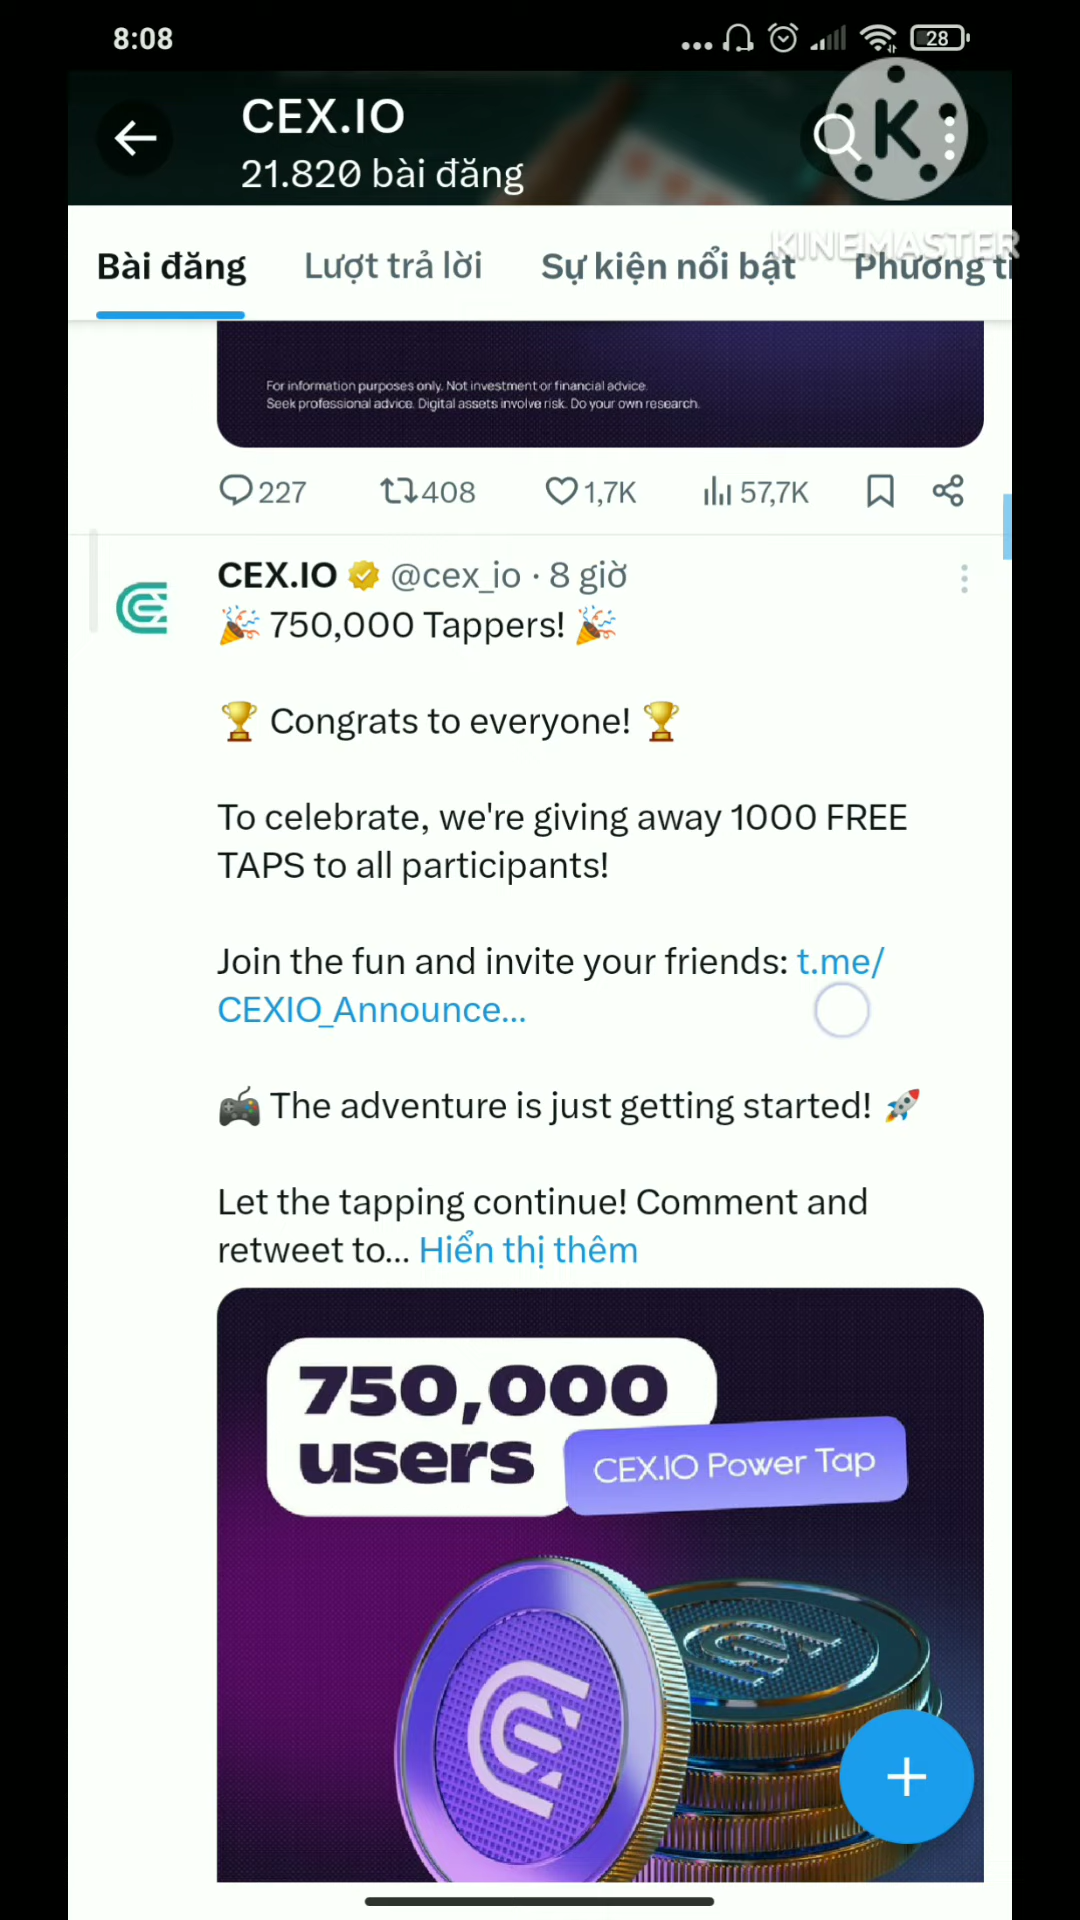 8:08
28
CEX.IO
21.820 bài đăng
K
KINEMASTER
Bài đăng
Lượt trả lời
Sự kiện nổi bật
Phương ti
For information purposes only. Not investment or financial advice.
Seek professional advice. Digital assets involve risk. Do your own research.
227
408
1,7K
57,7K
CEX.IO @cex_io · 8 giờ
🎉 750,000 Tappers! 🎉
🏆 Congrats to everyone! 🏆
To celebrate, we're giving away 1000 FREE
TAPS to all participants!
Join the fun and invite your friends: t.me/
CEXIO_Announce...
🎮 The adventure is just getting started! 🚀
Let the tapping continue! Comment and
retweet to... Hiển thị thêm
750,000
users
CEX.IO Power Tap